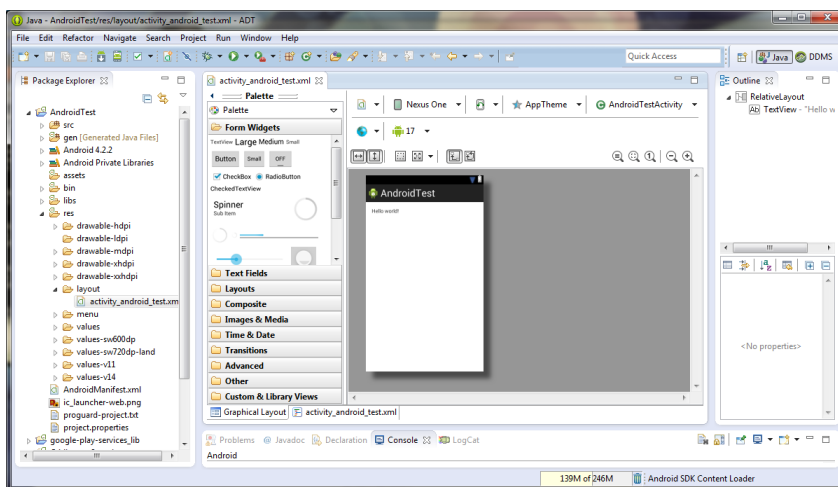 Java - AndroidTest/res/layout/activity_android_test.xml - ADT
File Edit Refactor Navigate Search Project Run Window Help
Quick Access
Java
DDMS
Package Explorer
AndroidTest
src
gen [Generated Java Files]
Android 4.2.2
Android Private Libraries
assets
bin
libs
res
drawable-hdpi
drawable-ldpi
drawable-mdpi
drawable-xhdpi
drawable-xxhdpi
layout
activity_android_test.xm
menu
values
values-sw600dp
values-sw720dp-land
values-v11
values-v14
AndroidManifest.xml
ic_launcher-web.png
proguard-project.txt
project.properties
google-play-services_lib
activity_android_test.xml
Palette
Palette
Form Widgets
TextView Large Medium Small
Button Small OFF
CheckBox RadioButton
CheckedTextView
Spinner
Sub Item
Text Fields
Layouts
Composite
Images & Media
Time & Date
Transitions
Advanced
Other
Custom & Library Views
Nexus One AppTheme AndroidTestActivity
17
AndroidTest
Hello world!
Graphical Layout activity_android_test.xml
Problems @ Javadoc Declaration Console LogCat
Android
Outline
RelativeLayout
Ab TextView - "Hello w
<No properties>
139M of 246M
Android SDK Content Loader